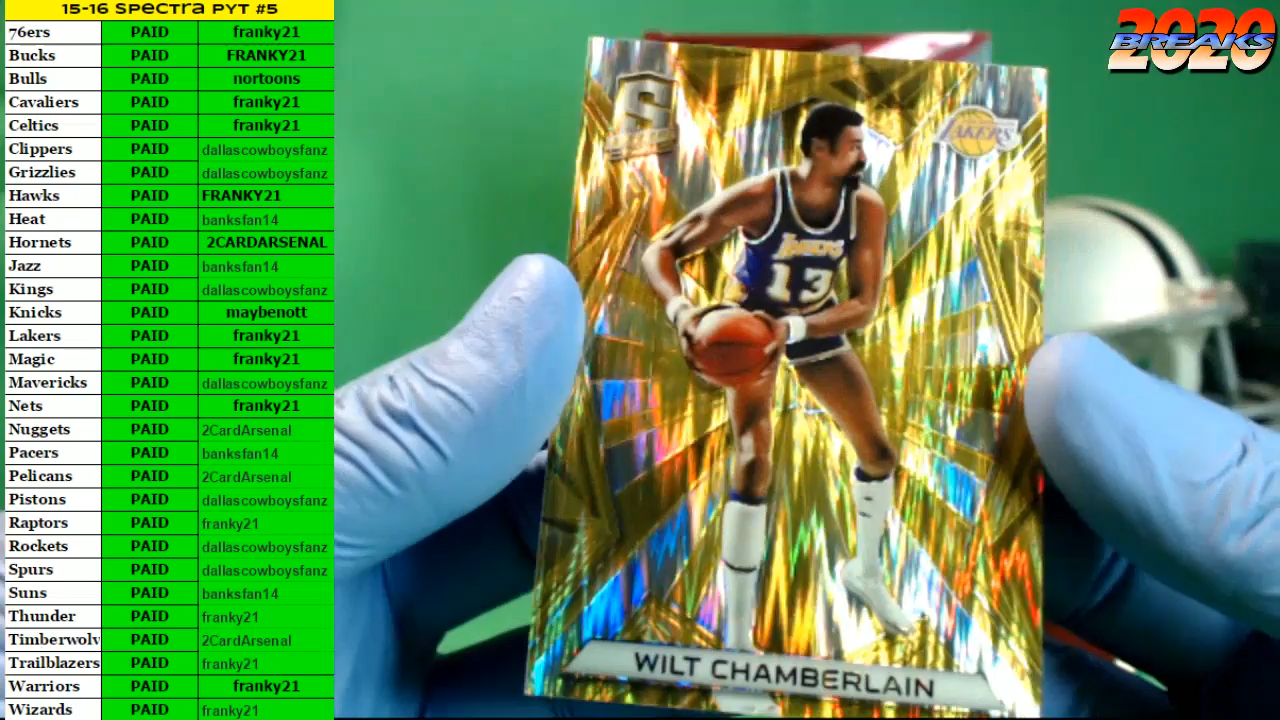 15-16 Spectra PYT #5
76ers PAID franky21
Bucks PAID FRANKY21
Bulls PAID nortoons
Cavaliers PAID franky21
Celtics PAID franky21
Clippers PAID dallascowboysfanz
Grizzlies PAID dallascowboysfanz
Hawks PAID FRANKY21
Heat PAID banksfan14
Hornets PAID 2CARDARSENAL
Jazz PAID banksfan14
Kings PAID dallascowboysfanz
Knicks PAID maybenott
Lakers PAID franky21
Magic PAID franky21
Mavericks PAID dallascowboysfanz
Nets PAID franky21
Nuggets PAID 2CardArsenal
Pacers PAID banksfan14
Pelicans PAID 2CardArsenal
Pistons PAID dallascowboysfanz
Raptors PAID franky21
Rockets PAID dallascowboysfanz
Spurs PAID dallascowboysfanz
Suns PAID banksfan14
Thunder PAID franky21
Timberwolv PAID 2CardArsenal
Trailblazers PAID franky21
Warriors PAID franky21
Wizards PAID franky21
2020
BREAKS
S
LAKERS
LAKERS
13
WILT CHAMBERLAIN